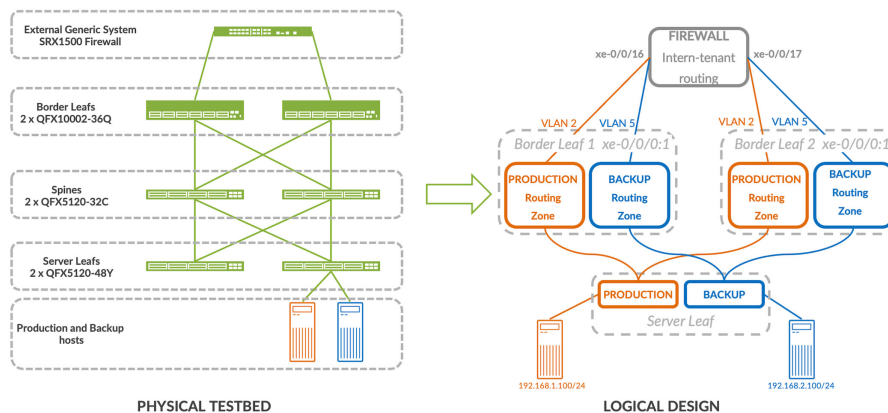 External Generic System
SRX1500 Firewall
Border Leafs
2 x QFX10002-36Q
Spines
2 x QFX5120-32C
Server Leafs
2 x QFX5120-48Y
Production and Backup
hosts
PHYSICAL TESTBED
FIREWALL
Intern-tenant
routing
xe-0/0/16
xe-0/0/17
VLAN 2
VLAN 5
VLAN 2
VLAN 5
Border Leaf 1 xe-0/0/0:1
Border Leaf 2 xe-0/0/0:1
PRODUCTION
Routing
Zone
BACKUP
Routing
Zone
PRODUCTION
Routing
Zone
BACKUP
Routing
Zone
PRODUCTION
BACKUP
Server Leaf
192.168.1.100/24
192.168.2.100/24
LOGICAL DESIGN